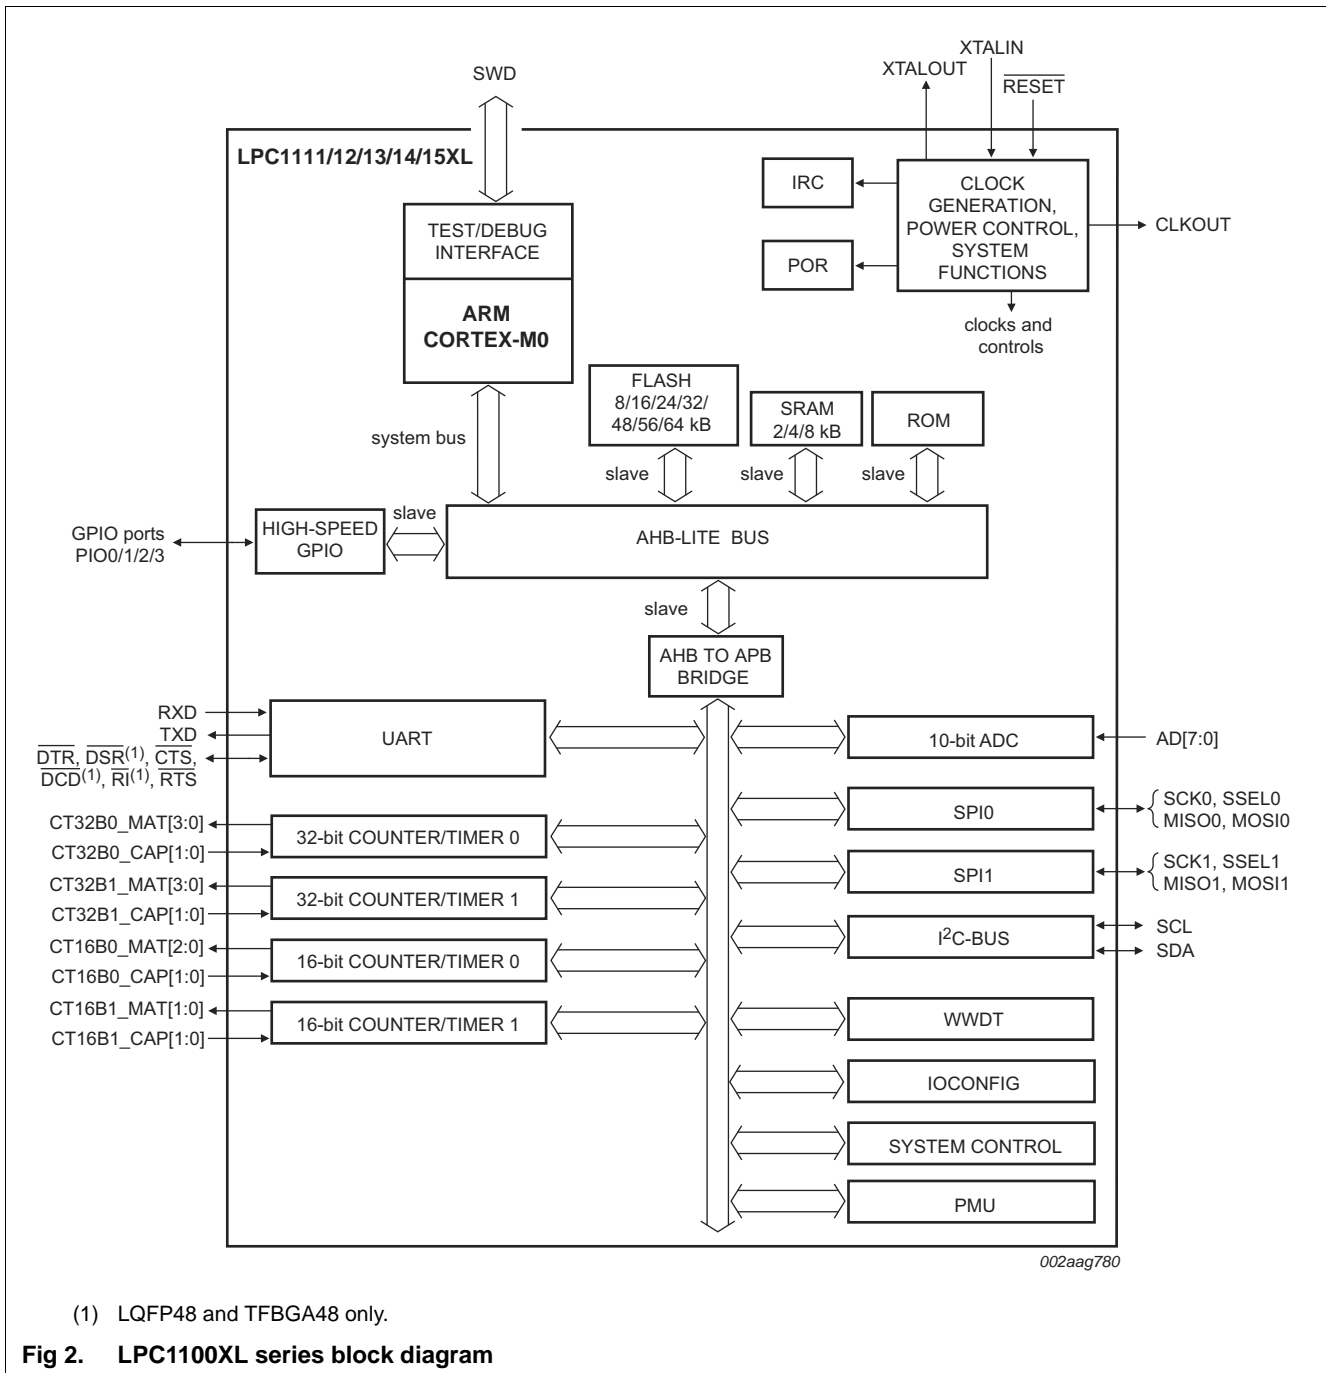 XTALIN
XTALOUT
RESET
SWD
LPC1111/12/13/14/15XL
IRC
POR
CLOCK
GENERATION,
POWER CONTROL,
SYSTEM
FUNCTIONS
CLKOUT
clocks and
controls
TEST/DEBUG
INTERFACE
ARM
CORTEX-M0
system bus
FLASH
8/16/24/32/
48/56/64 kB
SRAM
2/4/8 kB
ROM
slave
slave
slave
GPIO ports
PIO0/1/2/3
HIGH-SPEED
GPIO
slave
AHB-LITE BUS
slave
AHB TO APB
BRIDGE
RXD
TXD
DTR, DSR(1), CTS,
DCD(1), RI(1), RTS
UART
10-bit ADC
AD[7:0]
CT32B0_MAT[3:0]
CT32B0_CAP[1:0]
32-bit COUNTER/TIMER 0
SPI0
SCK0, SSEL0
MISO0, MOSI0
CT32B1_MAT[3:0]
CT32B1_CAP[1:0]
32-bit COUNTER/TIMER 1
SPI1
SCK1, SSEL1
MISO1, MOSI1
CT16B0_MAT[2:0]
CT16B0_CAP[1:0]
16-bit COUNTER/TIMER 0
I2C-BUS
SCL
SDA
CT16B1_MAT[1:0]
CT16B1_CAP[1:0]
16-bit COUNTER/TIMER 1
WWDT
IOCONFIG
SYSTEM CONTROL
PMU
002aag780
(1) LQFP48 and TFBGA48 only.
Fig 2. LPC1100XL series block diagram